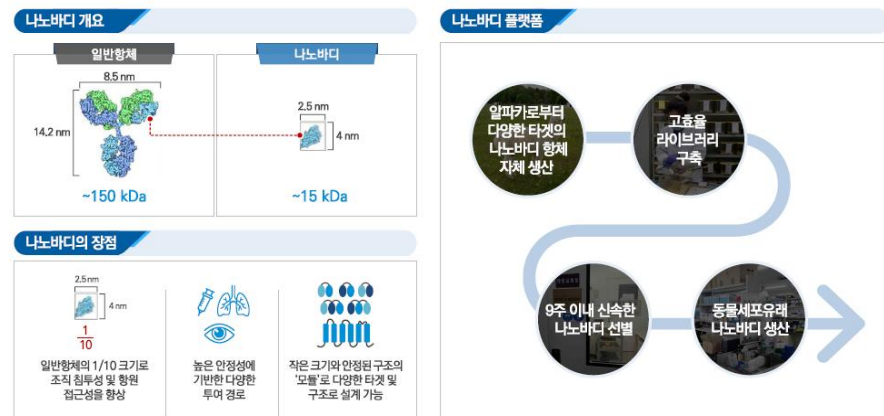 나노바디 개요
일반항체
나노바디
8.5 nm
14.2 nm
2.5 nm
4 nm
~150 kDa
~15 kDa
나노바디의 장점
2.5nm
4 nm
1
10
일반항체의 1/10 크기로
조직 침투성 및 항원
접근성을 향상
높은 안정성에
기반한 다양한
투여 경로
작은 크기와 안정된 구조의
'모듈'로 다양한 타겟 및
구조로 설계 가능
나노바디 플랫폼
알파카로부터
다양한 타겟의
나노바디 항체
자체 생산
고효율
라이브러리
구축
9주 이내 신속한
나노바디 선별
동물세포유래
나노바디 생산